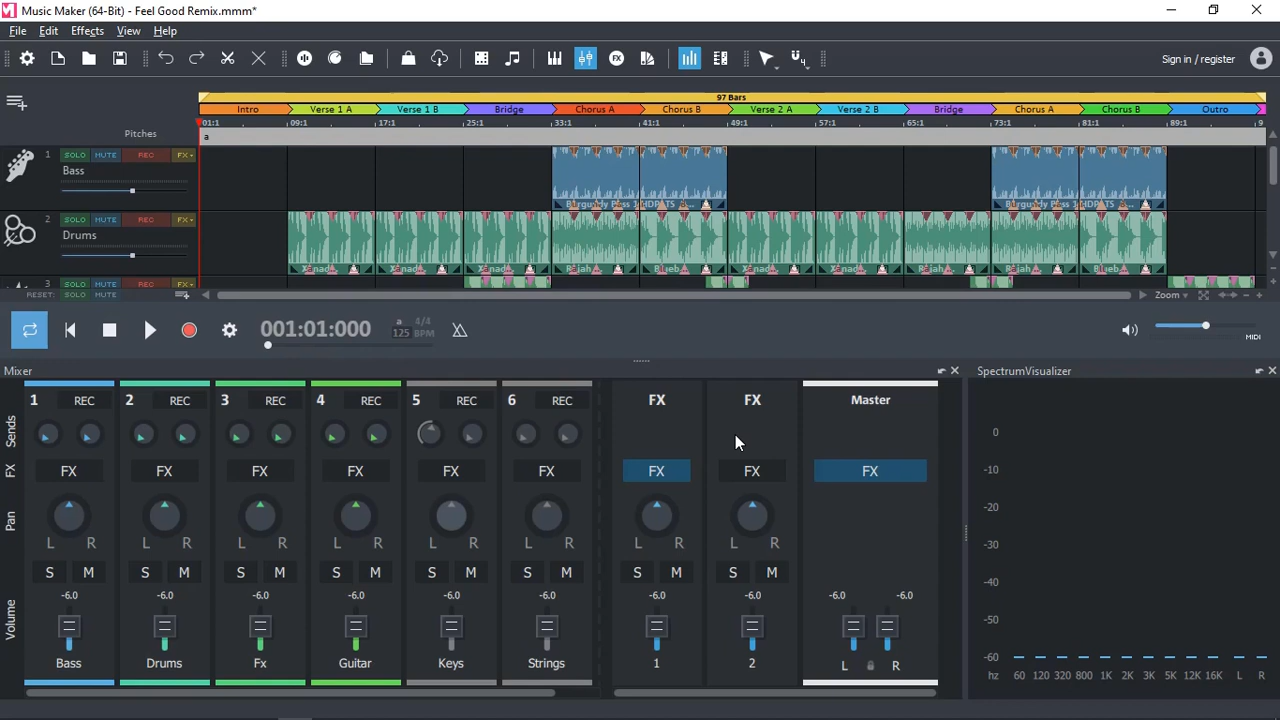 Music Maker (64-Bit) - Feel Good Remix.mmm*
File Edit Effects View Help
Sign in / register
97 Bars
Intro Verse 1 A Verse 1 B Bridge Chorus A Chorus B Verse 2 A Verse 2 B Bridge Chorus A Chorus B Outro
01:1 09:1 17:1 25:1 33:1 41:1 49:1 57:1 65:1 73:1 81:1 89:1 9
Pitches
a
1 SOLO MUTE REC FX+
Bass
2 SOLO MUTE REC FX+
Drums
3 SOLO MUTE REC FX+
RESET: SOLO MUTE
Zoom
001:01:000
a
125
4/4
BPM
MIDI
Mixer
SpectrumVisualizer
Sends
FX
Pan
Volume
1 REC 2 REC 3 REC 4 REC 5 REC 6 REC FX FX Master
FX FX FX FX FX FX FX FX FX
L R L R L R L R L R L R L R L R
S M S M S M S M S M S M S M S M
-6.0 -6.0 -6.0 -6.0 -6.0 -6.0 -6.0 -6.0 -6.0 -6.0
Bass Drums Fx Guitar Keys Strings 1 2 L R
0
-10
-20
-30
-40
-50
-60
hz 60 120 320 800 1K 2K 3K 5K 12K 16K L R